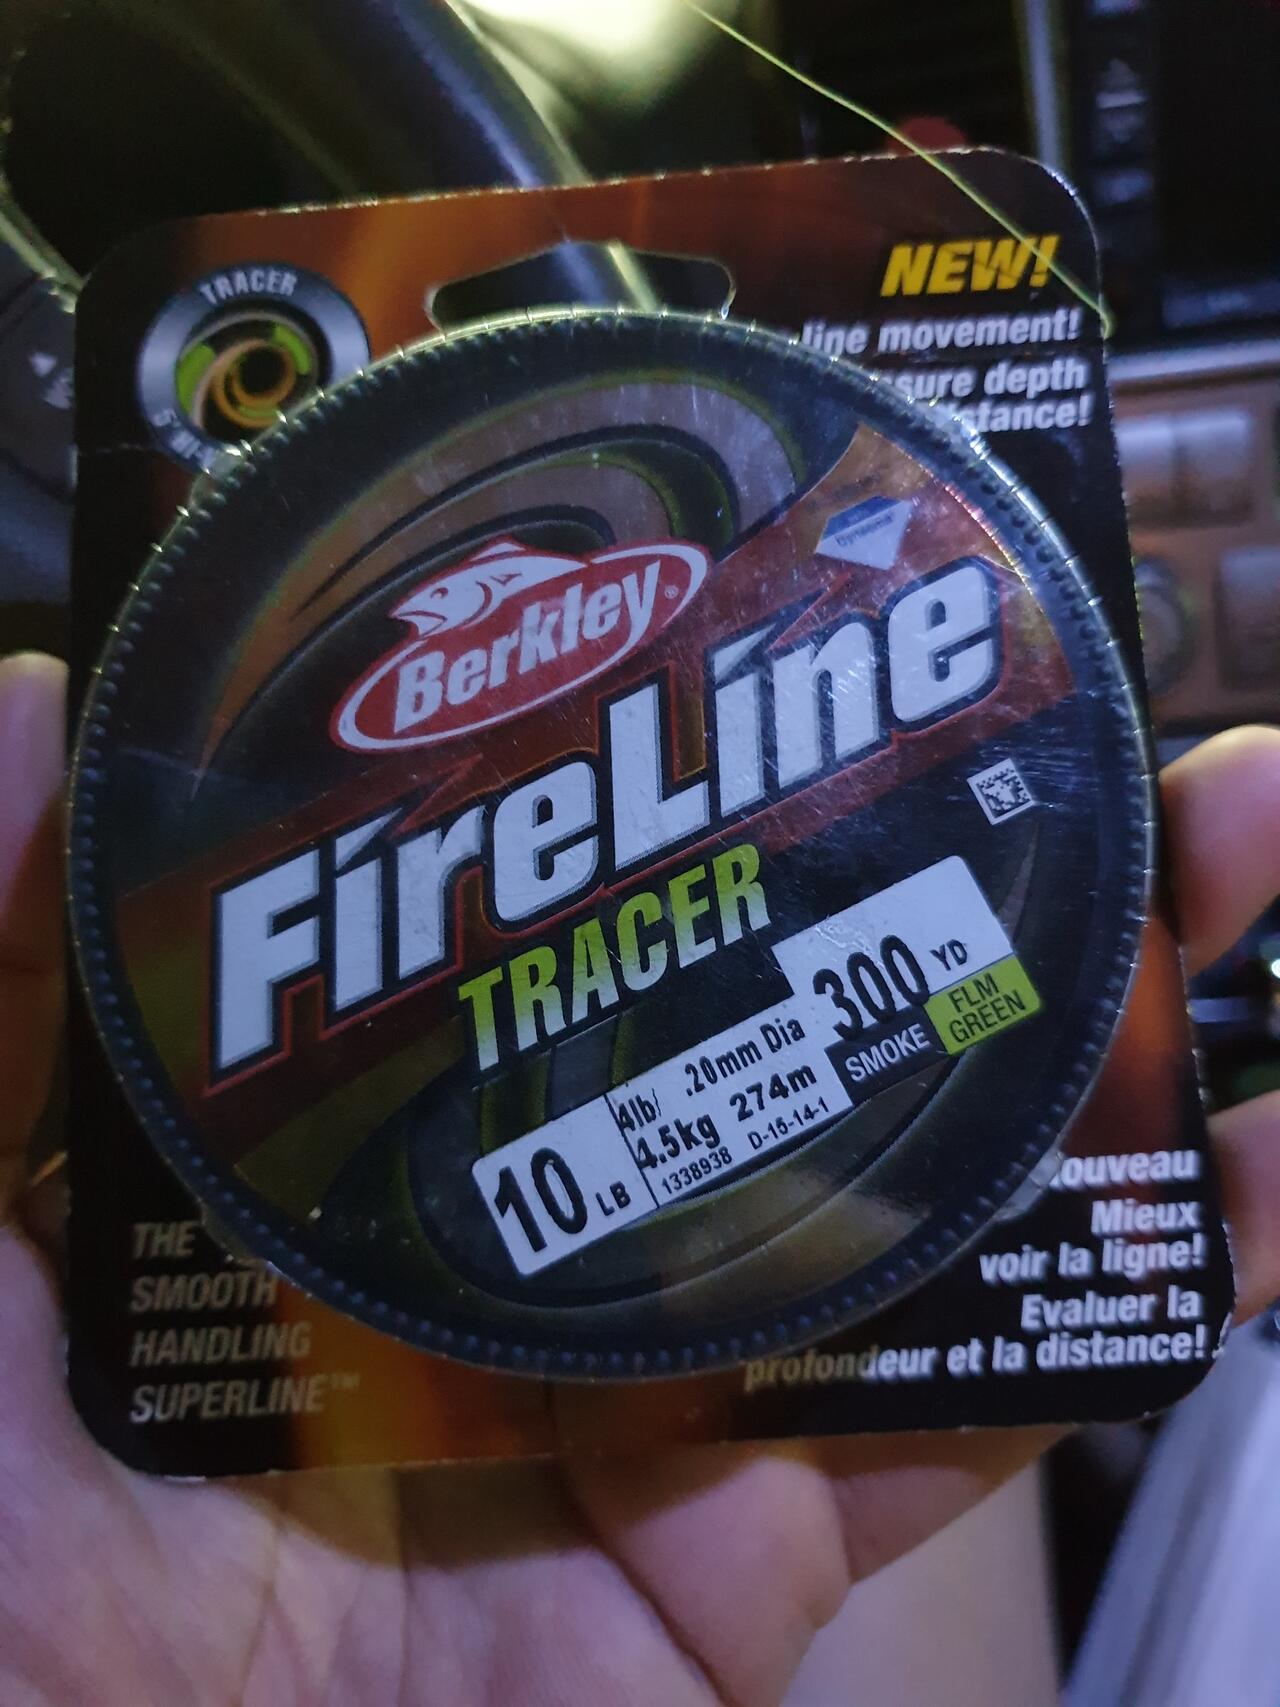 TRACER
NEW!
line movement!
sure depth
istance!
Dyneema
Berkley®
FireLine
TRACER
300 YD
SMOKE
FLM
GREEN
10 LB
4lb/ .20mm Dia
4.5kg 274m
1338938 D-15-14-1
THE
SMOOTH
HANDLING
SUPERLINE™
ouveau
Mieux
voir la ligne!
Evaluer la
profondeur et la distance!